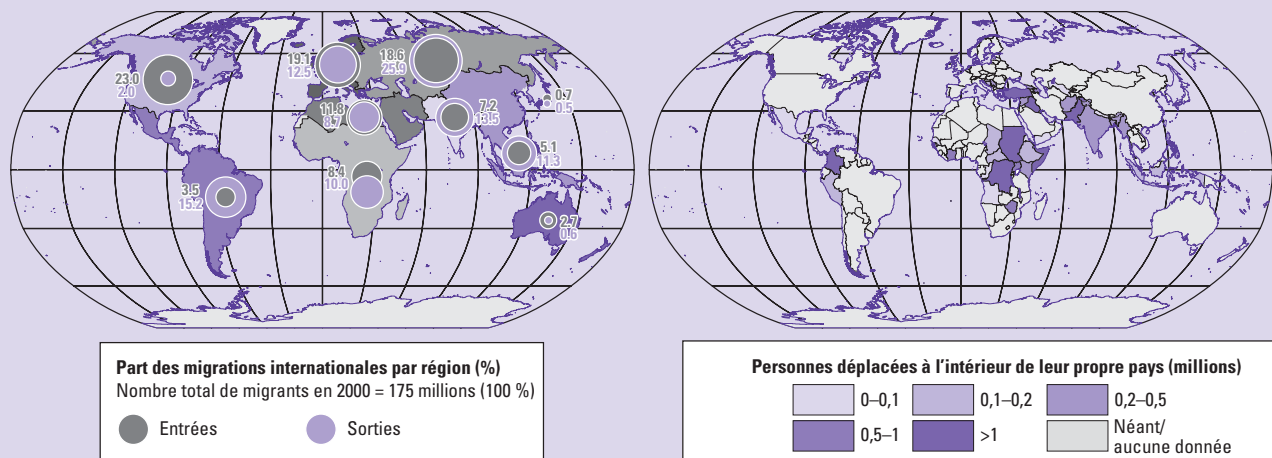 23.0
2.0
19.1
12.5
18.6
25.9
11.8
8.7
7.2
13.5
0.7
0.5
5.1
11.3
8.4
10.0
3.5
15.2
2.7
0.6
Part des migrations internationales par région (%)
Nombre total de migrants en 2000 = 175 millions (100 %)
Entrées Sorties
Personnes déplacées à l’intérieur de leur propre pays (millions)
0–0,1 0,1–0,2 0,2–0,5
0,5–1 >1 Néant/
aucune donnée